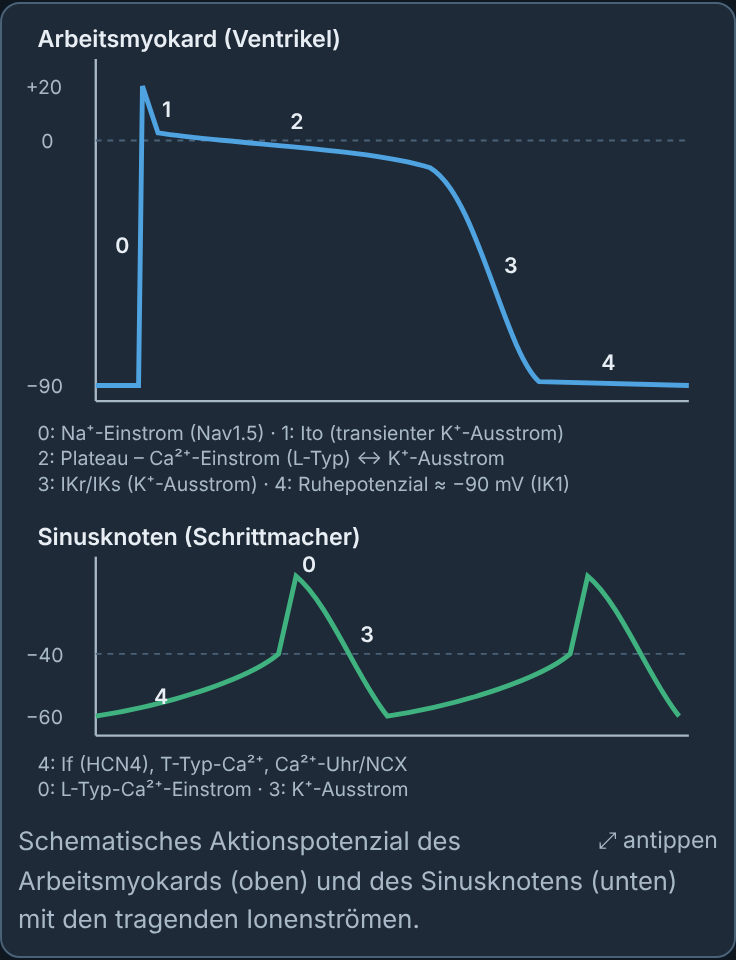 Arbeitsmyokard (Ventrikel)
+20
1
2
0
0
3
4
−90
0: Na⁺-Einstrom (Nav1.5) · 1: Ito (transienter K⁺-Ausstrom)
2: Plateau – Ca²⁺-Einstrom (L-Typ) ↔ K⁺-Ausstrom
3: IKr/IKs (K⁺-Ausstrom) · 4: Ruhepotenzial ≈ −90 mV (IK1)
Sinusknoten (Schrittmacher)
0
3
−40
4
−60
4: If (HCN4), T-Typ-Ca²⁺, Ca²⁺-Uhr/NCX
0: L-Typ-Ca²⁺-Einstrom · 3: K⁺-Ausstrom
Schematisches Aktionspotenzial des
⤢ antippen
Arbeitsmyokards (oben) und des Sinusknotens (unten)
mit den tragenden Ionenströmen.